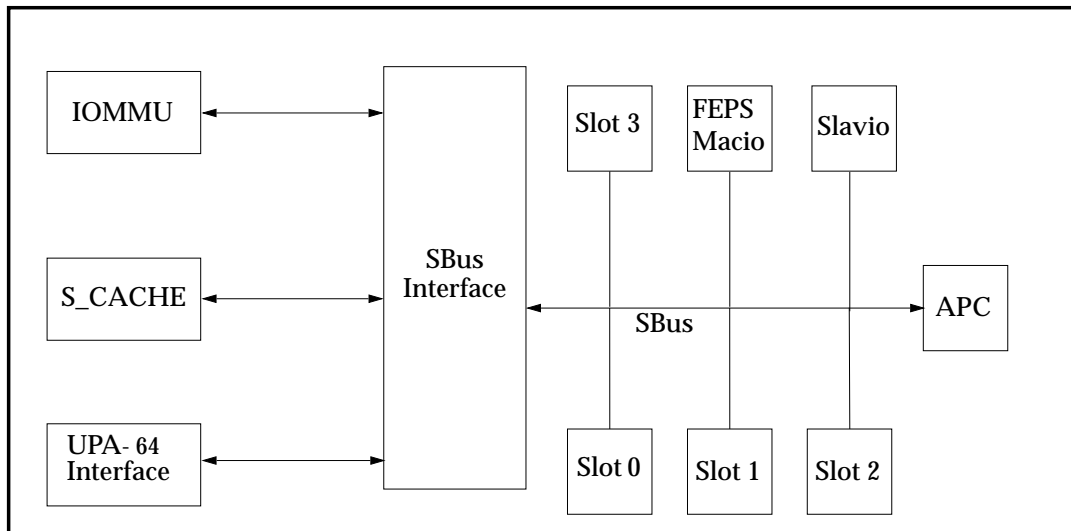 IOMMU
S_CACHE
UPA-64
Interface
SBus
Interface
Slot 3
FEPS
Macio
Slavio
SBus
APC
Slot 0
Slot 1
Slot 2